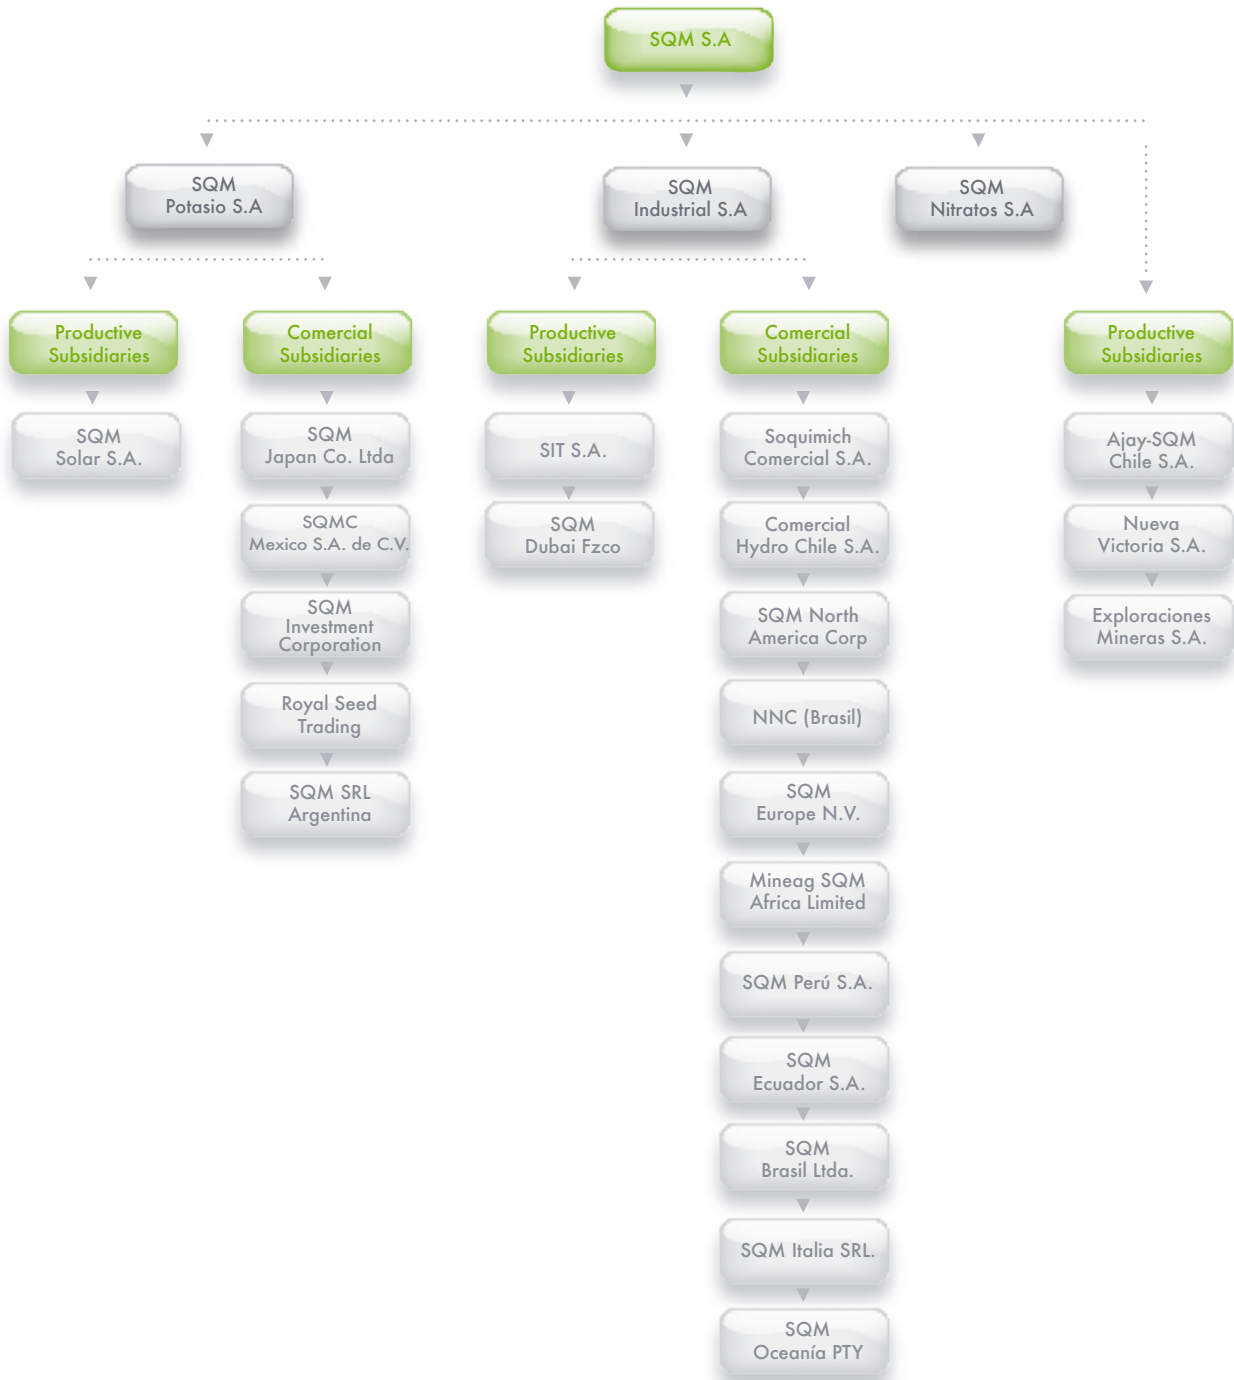 SQM S.A
SQM
Potasio S.A
SQM
Industrial S.A
SQM
Nitratos S.A
Productive
Subsidiaries
Comercial
Subsidiaries
Productive
Subsidiaries
Comercial
Subsidiaries
Productive
Subsidiaries
SQM
Solar S.A.
SQM
Japan Co. Ltda
SQMC
Mexico S.A. de C.V.
SQM
Investment
Corporation
Royal Seed
Trading
SQM SRL
Argentina
SIT S.A.
SQM
Dubai Fzco
Soquimich
Comercial S.A.
Comercial
Hydro Chile S.A.
SQM North
America Corp
NNC (Brasil)
SQM
Europe N.V.
Mineag SQM
Africa Limited
SQM Perú S.A.
SQM
Ecuador S.A.
SQM
Brasil Ltda.
SQM Italia SRL.
SQM
Oceanía PTY
Ajay-SQM
Chile S.A.
Nueva
Victoria S.A.
Exploraciones
Mineras S.A.